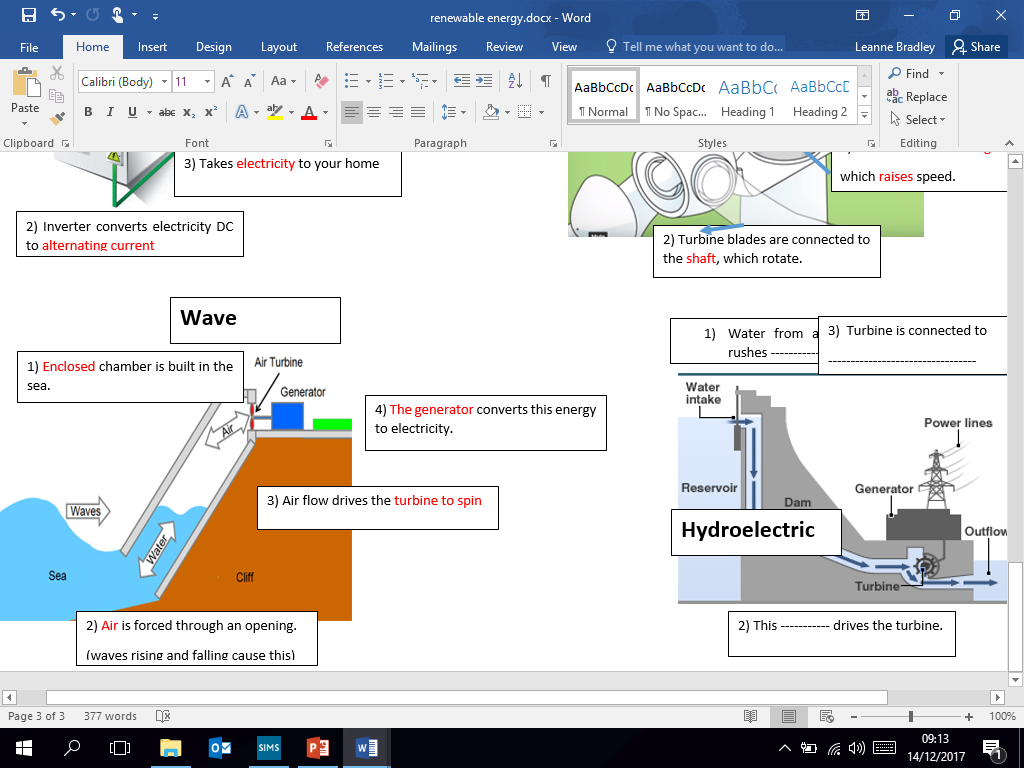 renewable energy.docx - Word
File Home Insert Design Layout References Mailings Review View Tell me what you want to do... Leanne Bradley Share
Paste
Calibri (Body) 11
B I U abc
AaBbCcDc AaBbCcDc AaBbCc AaBbCcD
¶ Normal ¶ No Spac... Heading 1 Heading 2
Find
Replace
Select
Clipboard Font Paragraph Styles Editing
3) Takes electricity to your home
which raises speed.
2) Inverter converts electricity DC
to alternating current
2) Turbine blades are connected to
the shaft, which rotate.
Wave
1) Enclosed chamber is built in the
sea.
Air Turbine
Generator
Air
4) The generator converts this energy
to electricity.
3) Air flow drives the turbine to spin
Waves
Water
Sea
Cliff
2) Air is forced through an opening.
(waves rising and falling cause this)
1) Water from a
rushes -----------
3) Turbine is connected to
----------------------------------
Water
intake
Power lines
Reservoir
Generator
Dam
Hydroelectric
Outflow
Turbine
2) This ----------- drives the turbine.
Page 3 of 3 377 words 100%
SIMS
09:13
14/12/2017
1